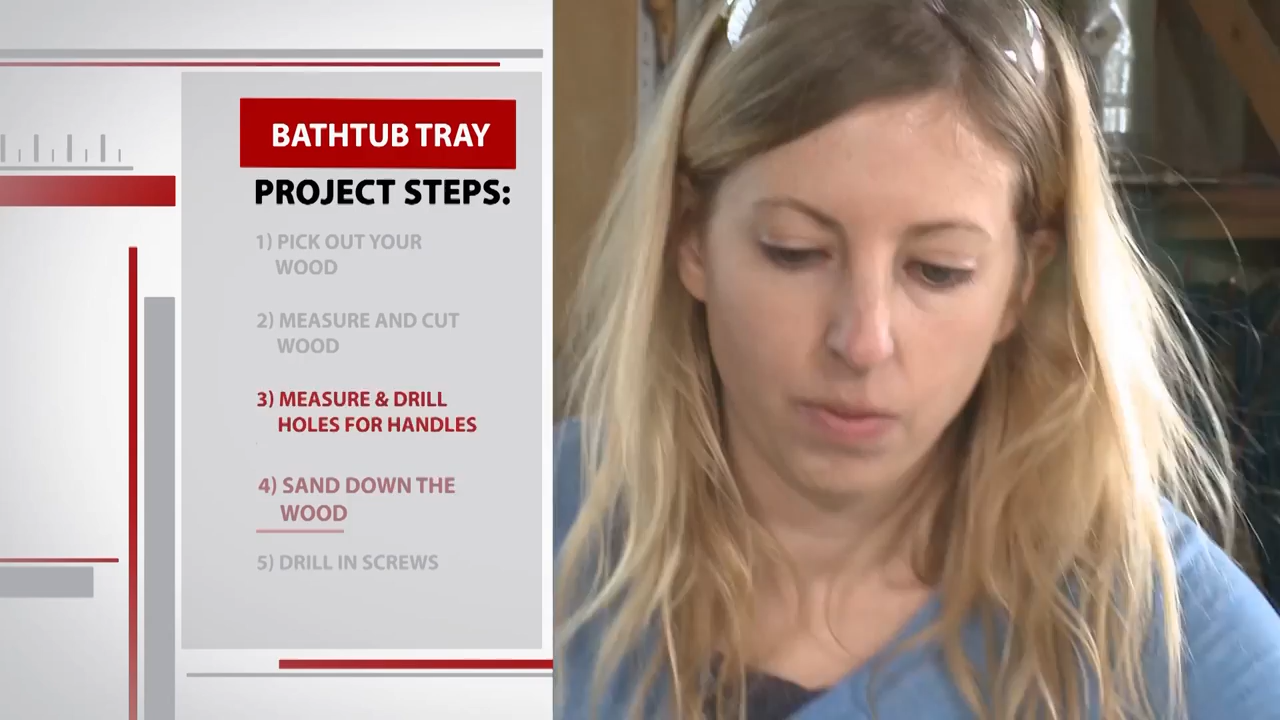 BATHTUB TRAY
PROJECT STEPS:
1) PICK OUT YOUR
WOOD
2) MEASURE AND CUT
WOOD
3) MEASURE & DRILL
HOLES FOR HANDLES
4) SAND DOWN THE
WOOD
5) DRILL IN SCREWS